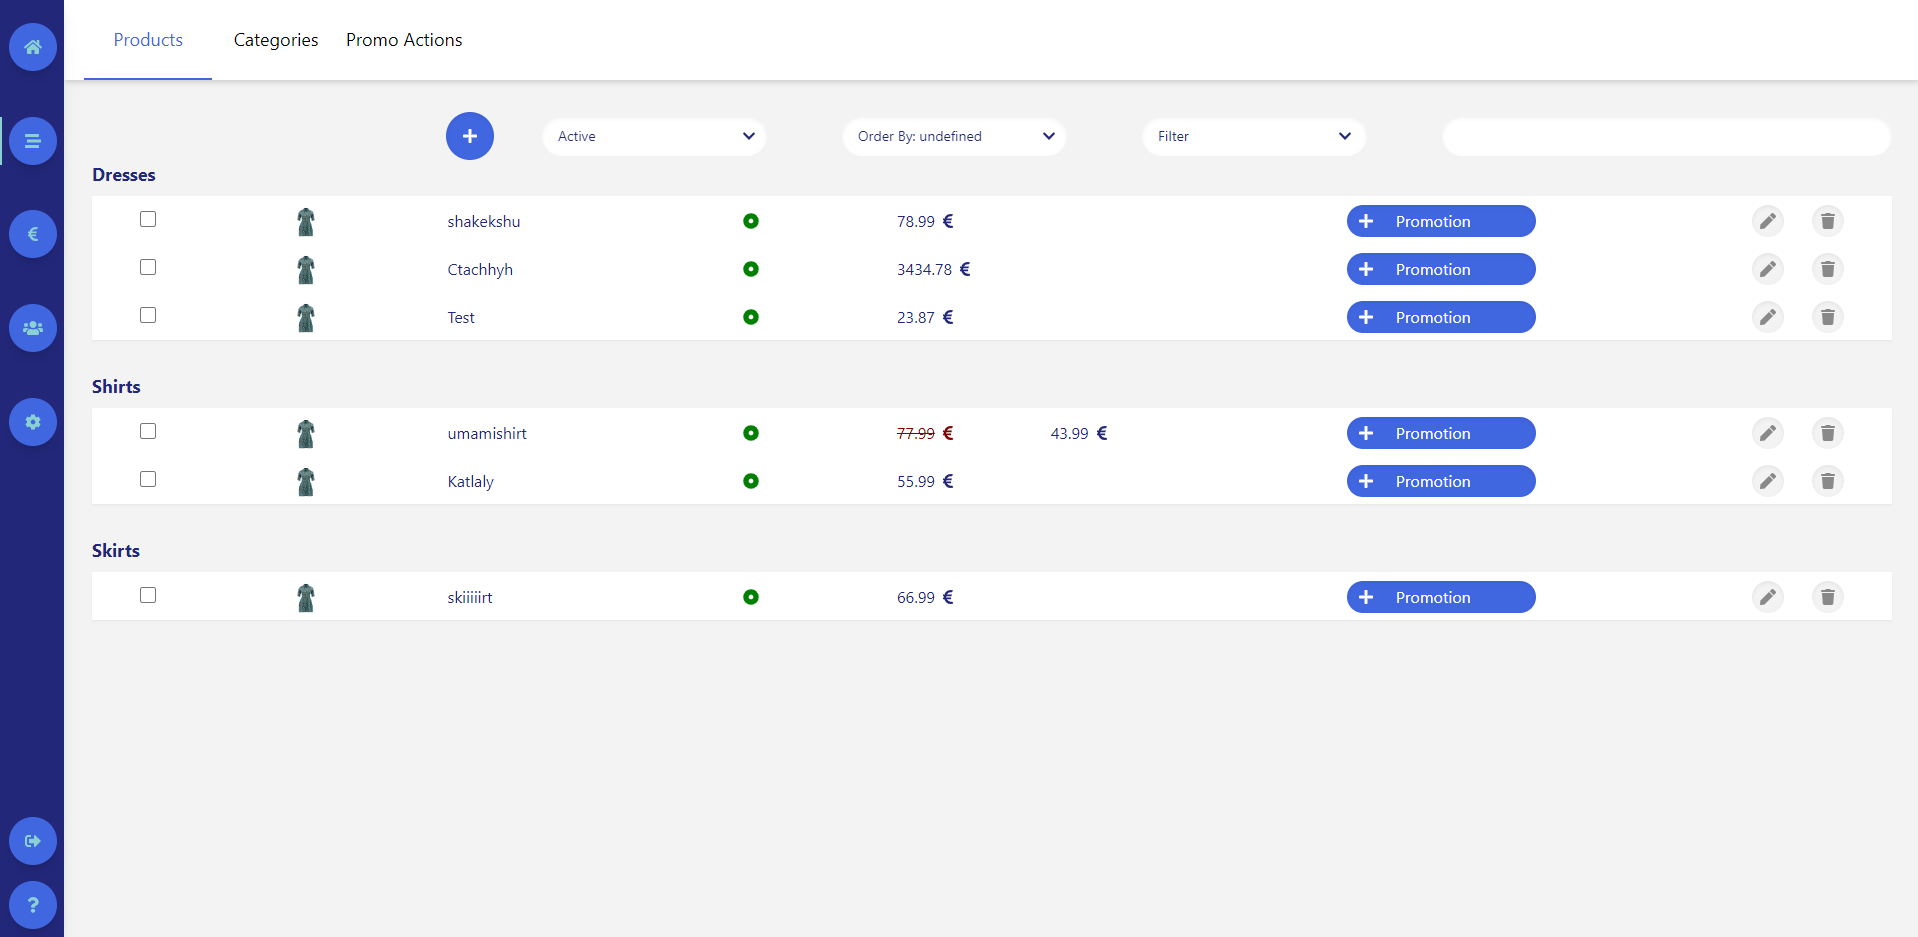 Products Categories Promo Actions
Active Order By: undefined Filter
Dresses
shakekshu 78.99 € Promotion
Ctachhyh 3434.78 € Promotion
Test 23.87 € Promotion
Shirts
umamishirt 77.99 € 43.99 € Promotion
Katlaly 55.99 € Promotion
Skirts
skiiiiirt 66.99 € Promotion
€
?